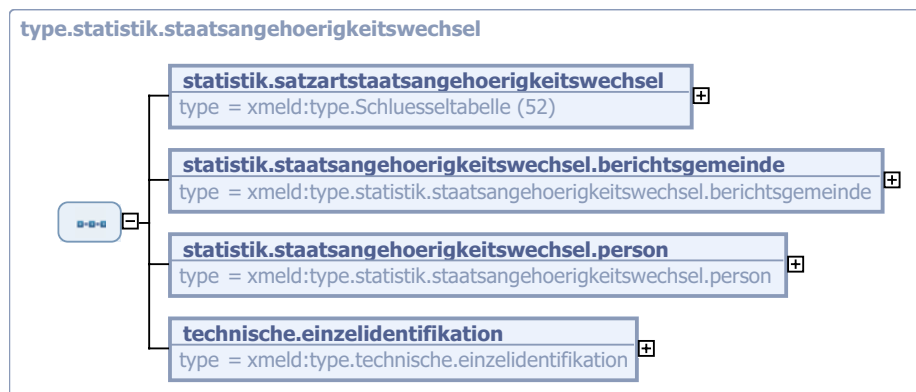 type.statistik.staatsangehoerigkeitswechsel
statistik.satzartstaatsangehoerigkeitswechsel
type = xmeld:type.Schluesseltabelle (52)
statistik.staatsangehoerigkeitswechsel.berichtsgemeinde
type = xmeld:type.statistik.staatsangehoerigkeitswechsel.berichtsgemeinde
statistik.staatsangehoerigkeitswechsel.person
type = xmeld:type.statistik.staatsangehoerigkeitswechsel.person
technische.einzelidentifikation
type = xmeld:type.technische.einzelidentifikation